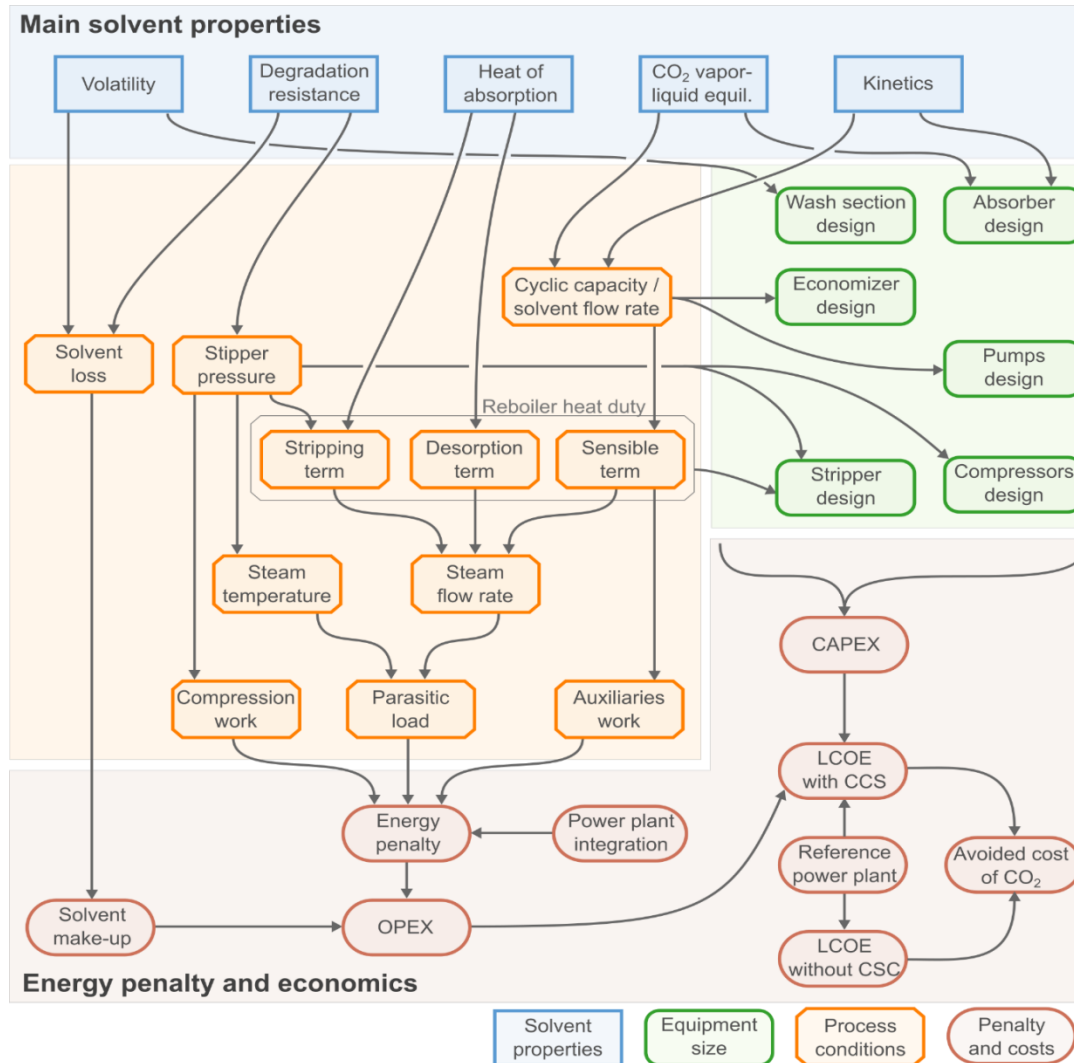 Main solvent properties
Volatility
Degradation
resistance
Heat of
absorption
CO₂ vapor-
liquid equil.
Kinetics
Wash section
design
Absorber
design
Cyclic capacity /
solvent flow rate
Economizer
design
Solvent
loss
Stipper
pressure
Pumps
design
Reboiler heat duty
Stripping
term
Desorption
term
Sensible
term
Stripper
design
Compressors
design
Steam
temperature
Steam
flow rate
CAPEX
Compression
work
Parasitic
load
Auxiliaries
work
LCOE
with CCS
Energy
penalty
Power plant
integration
Reference
power plant
Avoided cost
of CO₂
Solvent
make-up
OPEX
LCOE
without CSC
Energy penalty and economics
Solvent
properties
Equipment
size
Process
conditions
Penalty
and costs